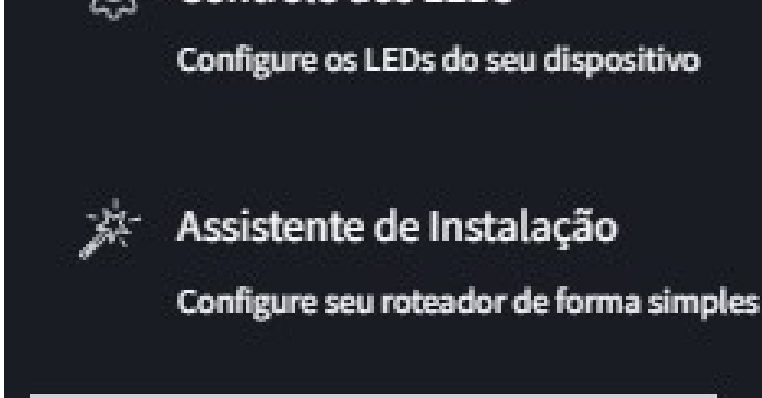 Configure os LEDs do seu dispositivo
Assistente de Instalação
Configure seu roteador de forma simples